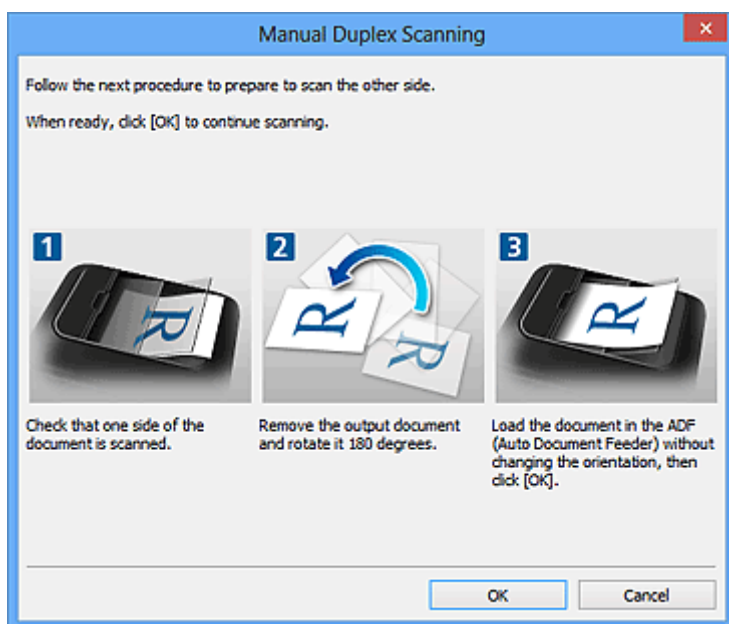 Manual Duplex Scanning
Follow the next procedure to prepare to scan the other side.
When ready, click [OK] to continue scanning.
1
R
2
R
R
3
R
Check that one side of the
document is scanned.
Remove the output document
and rotate it 180 degrees.
Load the document in the ADF
(Auto Document Feeder) without
changing the orientation, then
click [OK].
OK
Cancel